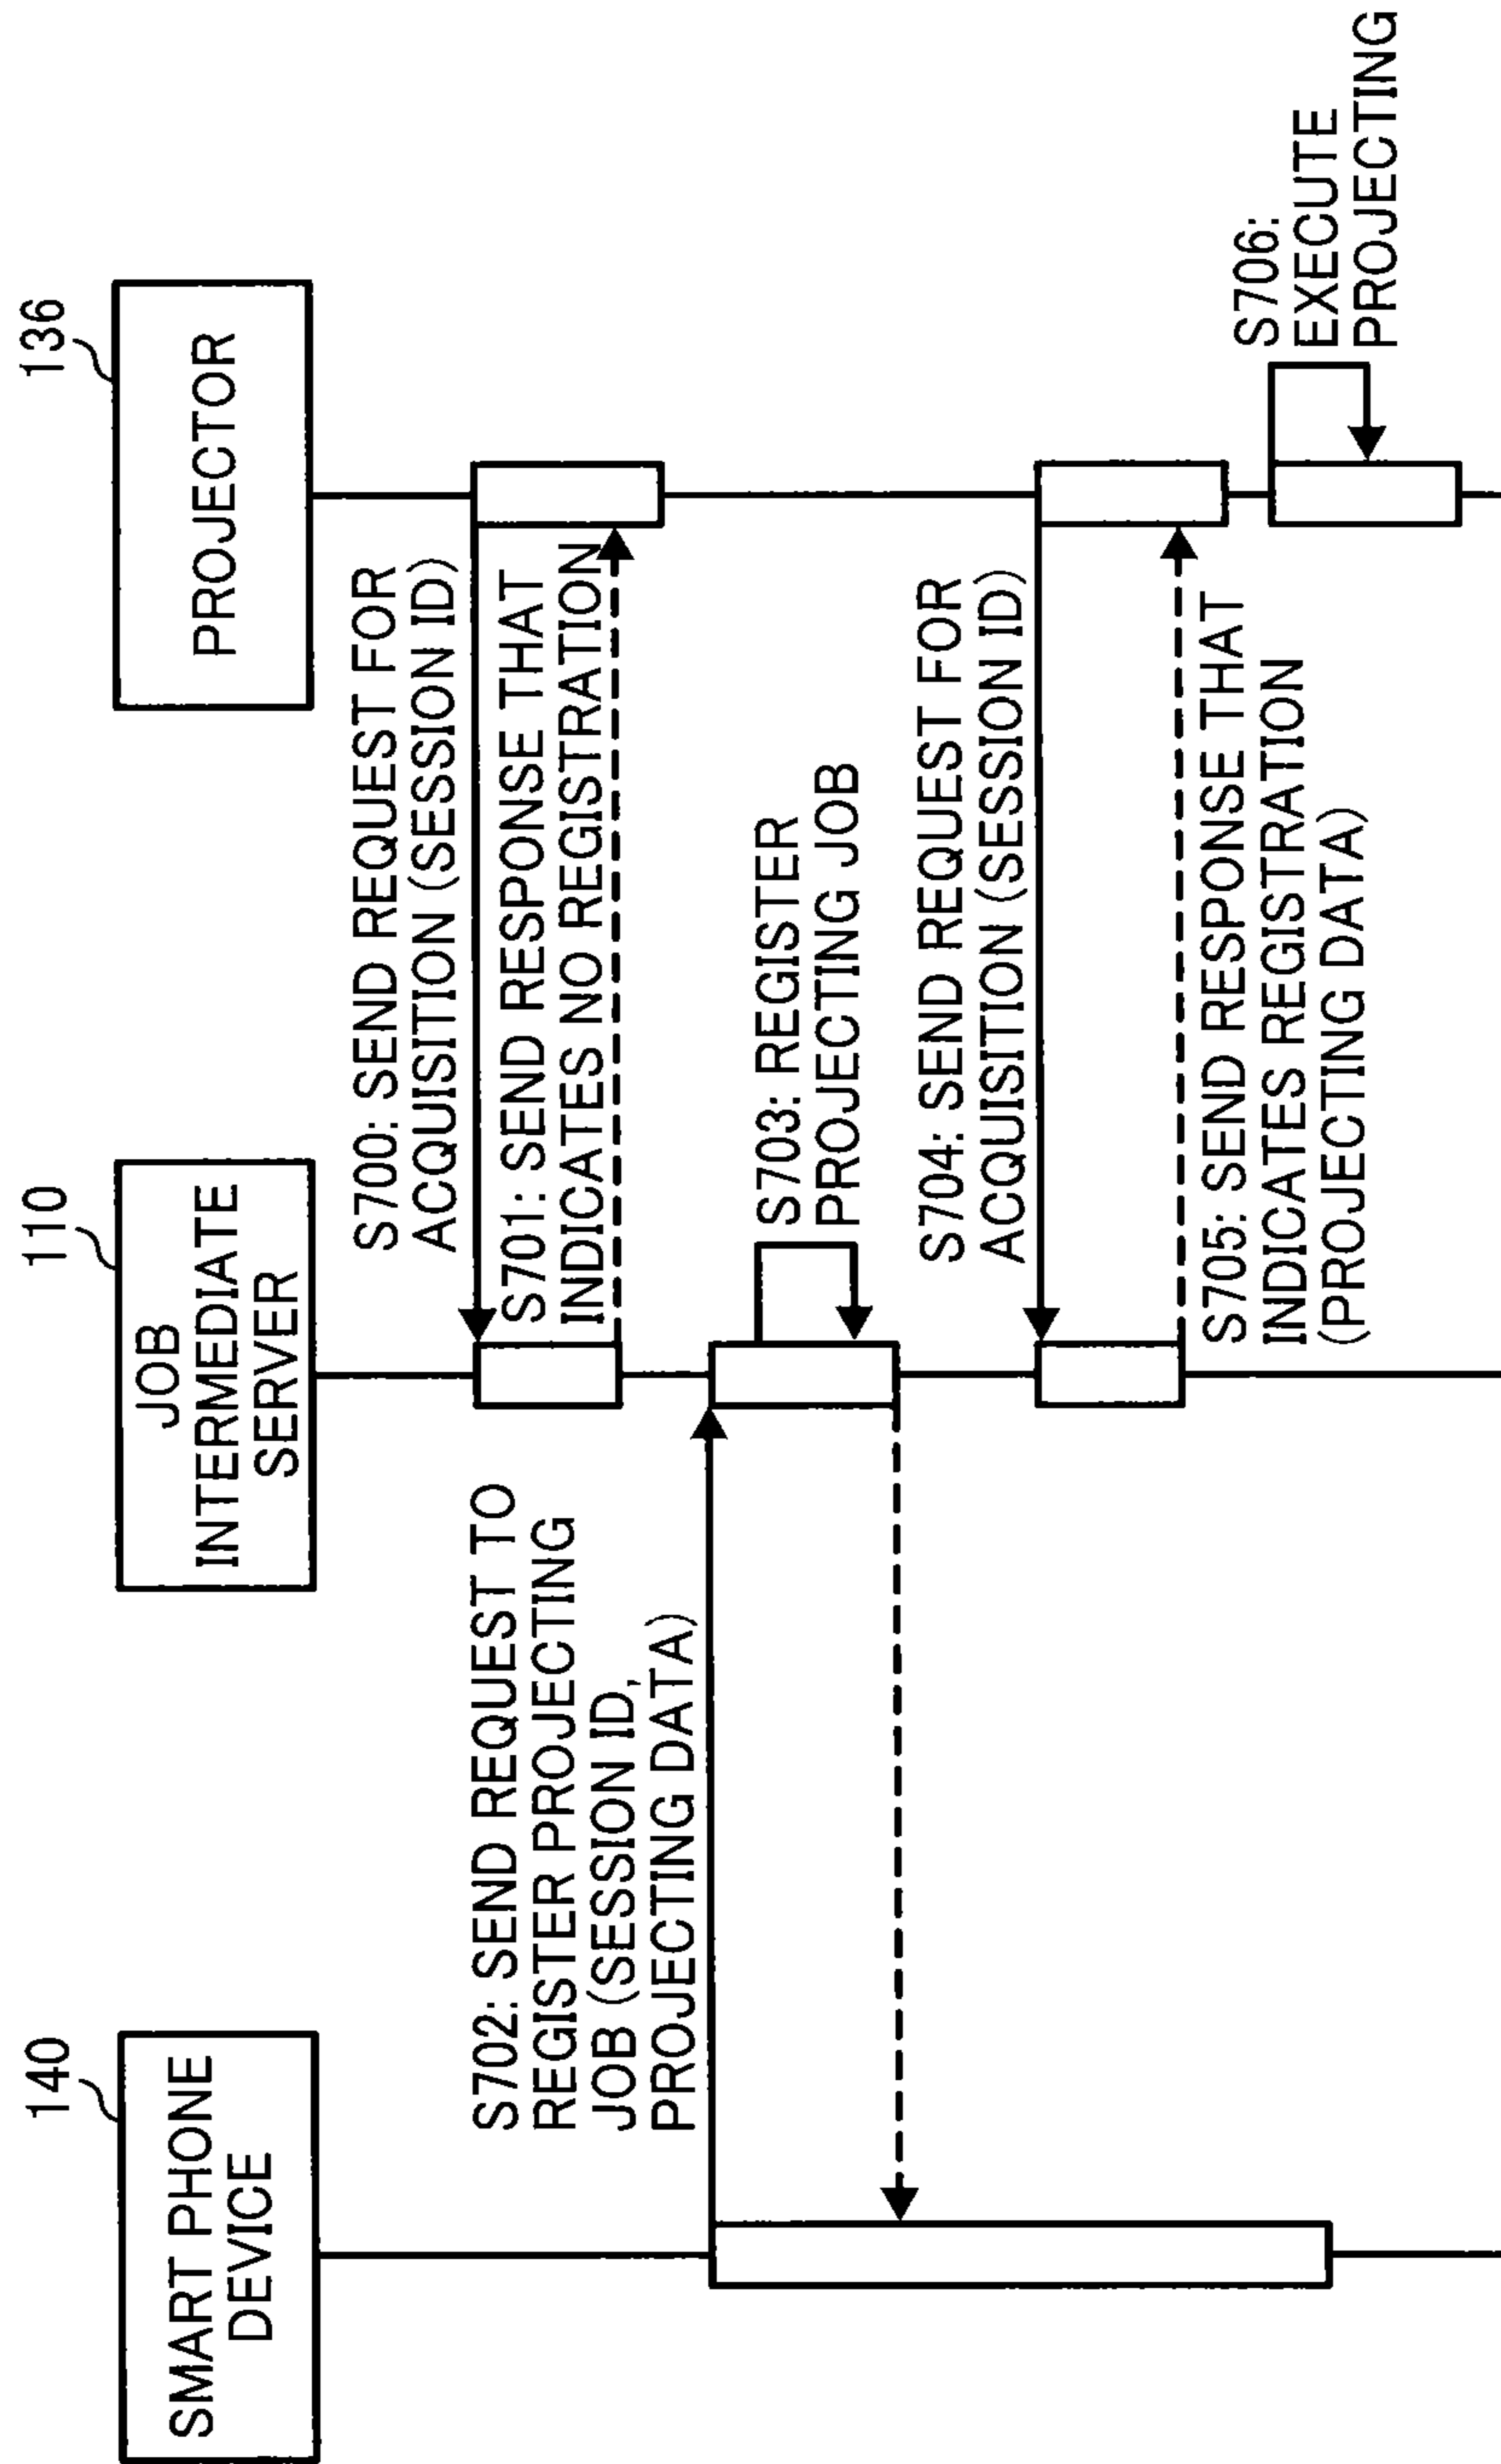 140
SMART PHONE
DEVICE
110
JOB
INTERMEDIATE
SERVER
136
PROJECTOR
S700: SEND REQUEST FOR
ACQUISITION (SESSION ID)
S701: SEND RESPONSE THAT
INDICATES NO REGISTRATION
S702: SEND REQUEST TO
REGISTER PROJECTING
JOB (SESSION ID,
PROJECTING DATA)
S703: REGISTER
PROJECTING JOB
S704: SEND REQUEST FOR
ACQUISITION (SESSION ID)
S705: SEND RESPONSE THAT
INDICATES REGISTRATION
(PROJECTING DATA)
S706:
EXECUTE
PROJECTING